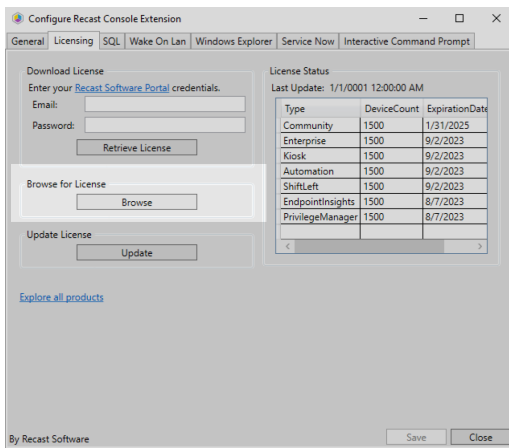 Configure Recast Console Extension
General Licensing SQL Wake On Lan Windows Explorer Service Now Interactive Command Prompt
Download License
Enter your Recast Software Portal credentials.
Email:
Password:
Retrieve License
Browse for License
Browse
Update License
Update
Explore all products
License Status
Last Update: 1/1/0001 12:00:00 AM
Type DeviceCount ExpirationDate
Community 1500 1/31/2025
Enterprise 1500 9/2/2023
Kiosk 1500 9/2/2023
Automation 1500 9/2/2023
ShiftLeft 1500 9/2/2023
EndpointInsights 1500 8/7/2023
PrivilegeManager 1500 8/7/2023
By Recast Software
Save Close